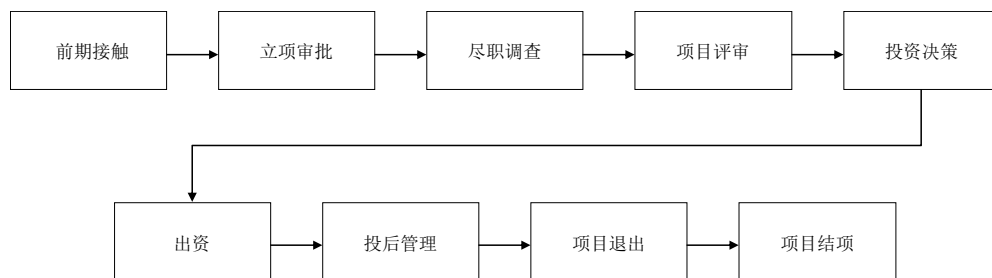 前期接触
立项审批
尽职调查
项目评审
投资决策
出资
投后管理
项目退出
项目结项